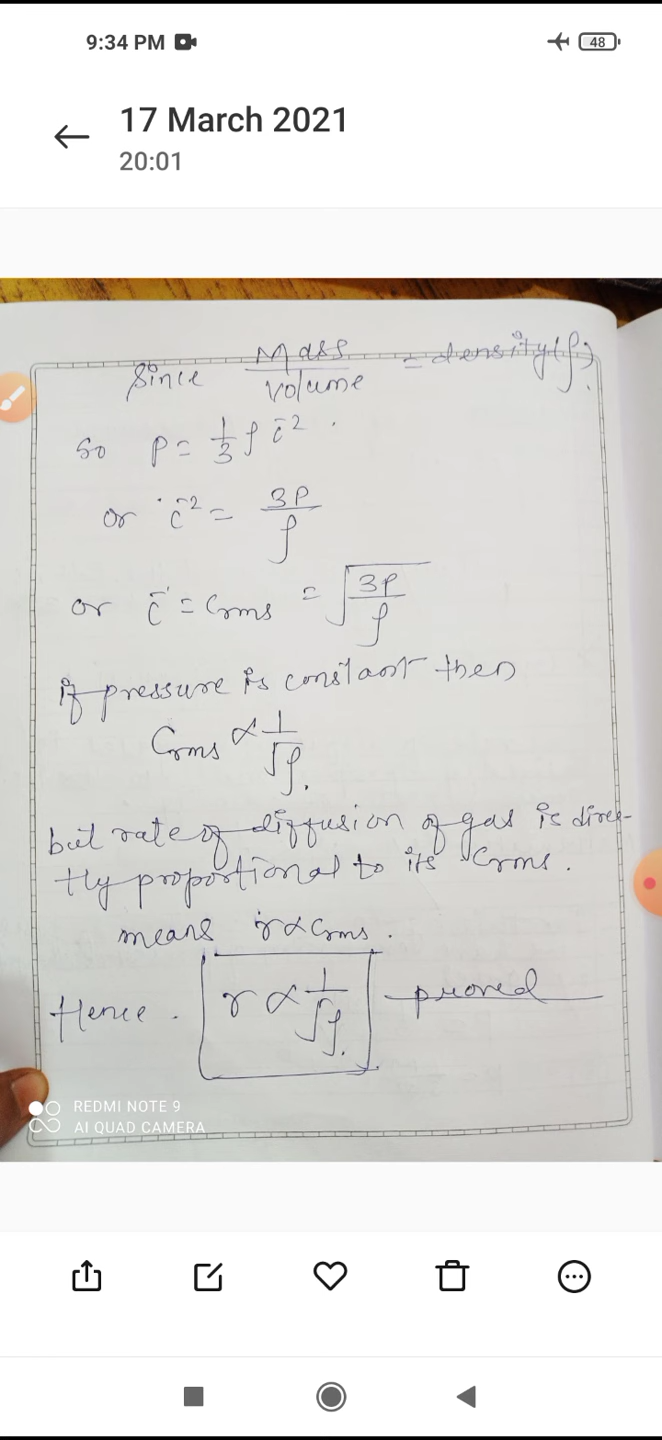 9:34 PM
48
17 March 2021
20:01
Since Mass/Volume = density(ρ).
So P = 1/3 ρ c̄².
or c̄² = 3P/ρ
or c̄ = Crms = √(3P/ρ)
if pressure is constant then
Crms ∝ 1/√ρ.
but rate of diffusion of gas is direc-
tly proportional to its Crms.
means r ∝ Crms.
Hence. r ∝ 1/√ρ. proved
REDMI NOTE 9
AI QUAD CAMERA